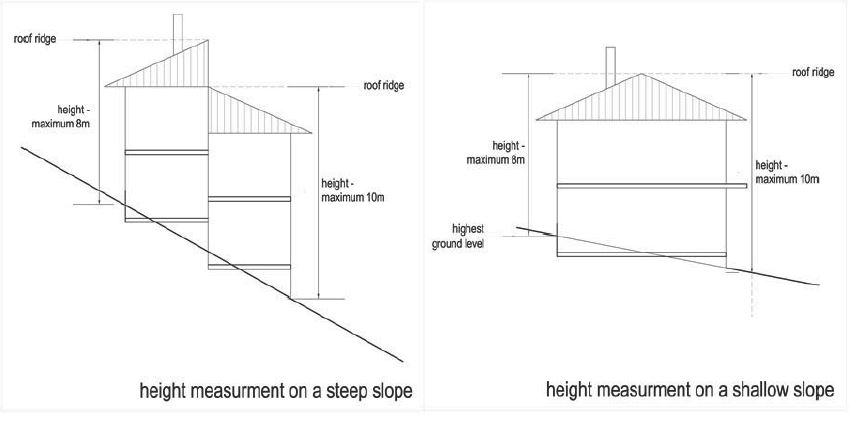 roof ridge
height -
maximum 8m
roof ridge
height -
maximum 10m
height measurment on a steep slope
roof ridge
height -
maximum 8m
height -
maximum 10m
highest
ground level
height measurment on a shallow slope